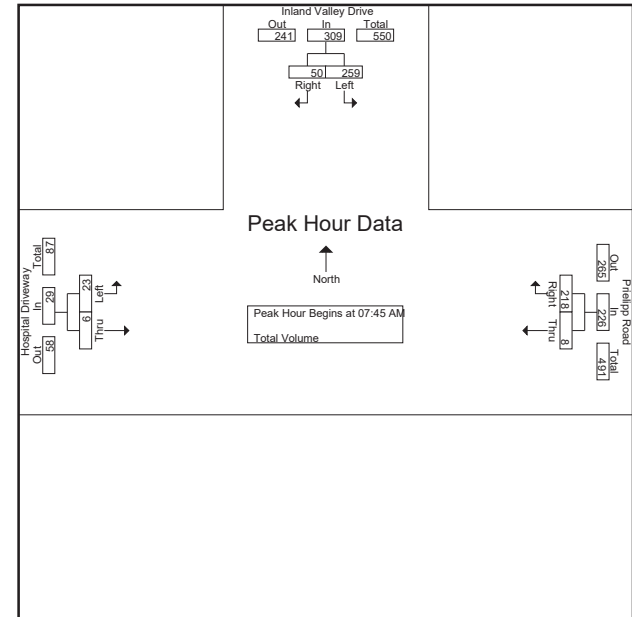 Inland Valley Drive
Out In Total
241 309 550
50 259
Right Left
Peak Hour Data
North
Peak Hour Begins at 07:45 AM
Total Volume
Hospital Driveway
Out In Total
58 29 87
Thru Left
6 23
Prielipp Road
Out In Total
265 226 491
Right Thru
218 8